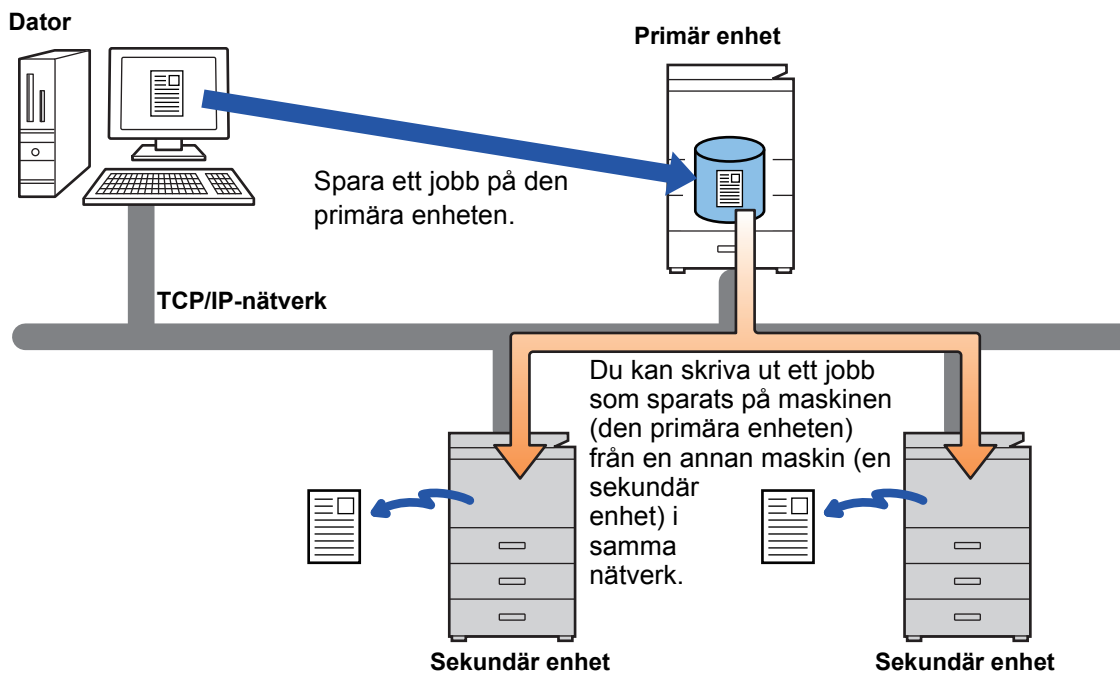 Dator
Primär enhet
Spara ett jobb på den
primära enheten.
TCP/IP-nätverk
Du kan skriva ut ett jobb
som sparats på maskinen
(den primära enheten)
från en annan maskin (en
sekundär
enhet) i
samma
nätverk.
Sekundär enhet
Sekundär enhet